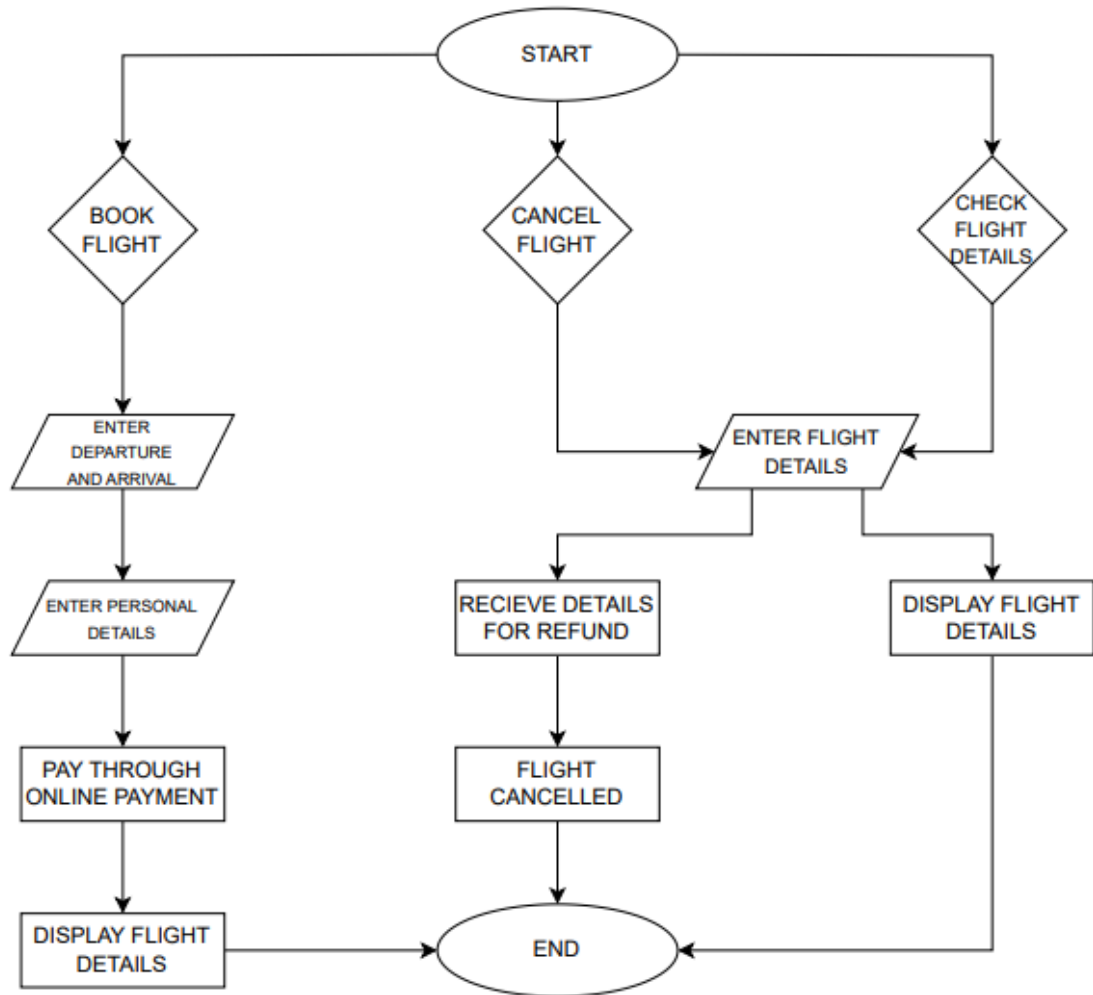 START
BOOK
FLIGHT
CANCEL
FLIGHT
CHECK
FLIGHT
DETAILS
ENTER
DEPARTURE
AND ARRIVAL
ENTER FLIGHT
DETAILS
ENTER PERSONAL
DETAILS
RECIEVE DETAILS
FOR REFUND
DISPLAY FLIGHT
DETAILS
PAY THROUGH
ONLINE PAYMENT
FLIGHT
CANCELLED
DISPLAY FLIGHT
DETAILS
END